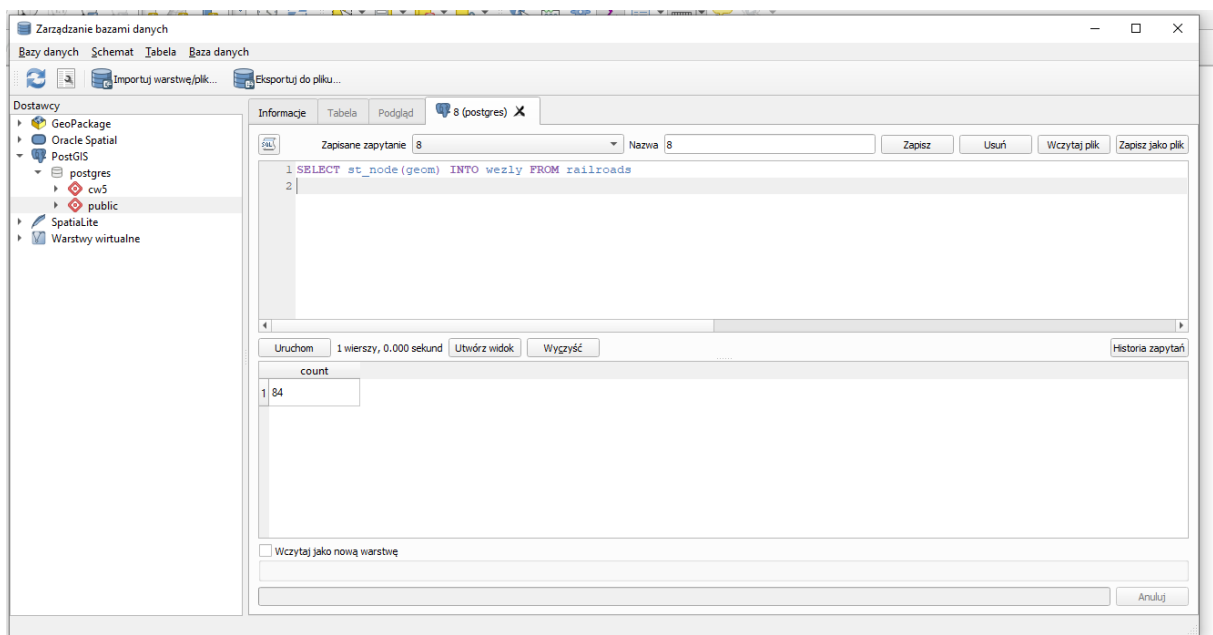 Zarządzanie bazami danych
Bazy danych Schemat Tabela Baza danych
Importuj warstwę/plik... Eksportuj do pliku...
Dostawcy
GeoPackage
Oracle Spatial
PostGIS
postgres
cw5
public
SpatiaLite
Warstwy wirtualne
Informacje Tabela Podgląd 8 (postgres)
SQL Zapisane zapytanie 8 Nazwa 8 Zapisz Usuń Wczytaj plik Zapisz jako plik
1 SELECT st_node(geom) INTO wezly FROM railroads
2
Uruchom 1 wierszy, 0.000 sekund Utwórz widok Wyczyść Historia zapytań
count
1 84
Wczytaj jako nową warstwę
Anuluj